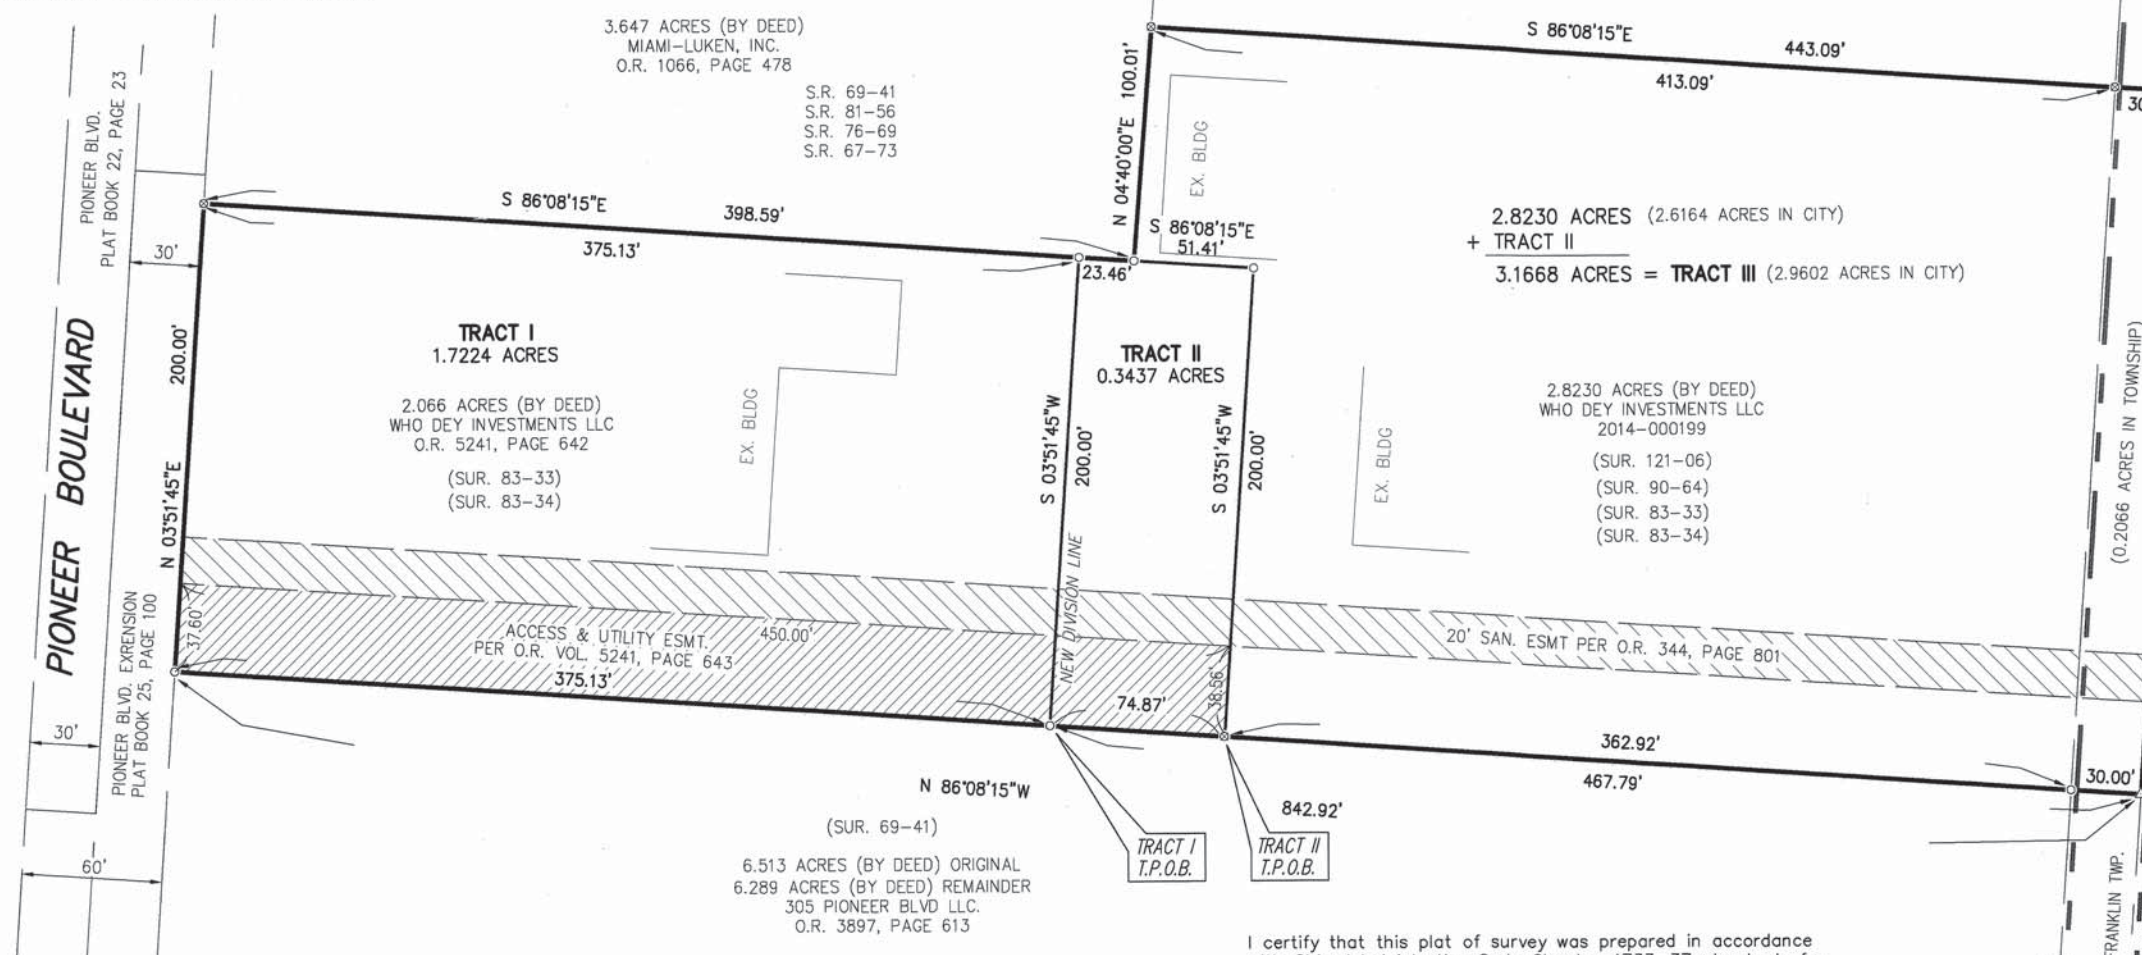 3.647 ACRES (BY DEED)
MIAMI-LUKEN, INC.
O.R. 1066, PAGE 478
S.R. 69-41
S.R. 81-56
S.R. 76-69
S.R. 67-73
PIONEER BLVD.
PLAT BOOK 22, PAGE 23
30'
S 86°08'15"E
398.59'
375.13'
N 04°40'00"E 100.01'
EX. BLDG
S 86°08'15"E
443.09'
413.09'
S 86°08'15"E
51.41'
23.46'
2.8230 ACRES (2.6164 ACRES IN CITY)
+ TRACT II
3.1668 ACRES = TRACT III (2.9602 ACRES IN CITY)
PIONEER BOULEVARD
N 03°51'45"E
200.00'
TRACT I
1.7224 ACRES
2.066 ACRES (BY DEED)
WHO DEY INVESTMENTS LLC
O.R. 5241, PAGE 642
(SUR. 83-33)
(SUR. 83-34)
EX. BLDG
S 03°51'45"W
200.00'
NEW DIVISION LINE
TRACT II
0.3437 ACRES
S 03°51'45"W
200.00'
EX. BLDG
2.8230 ACRES (BY DEED)
WHO DEY INVESTMENTS LLC
2014-000199
(SUR. 121-06)
(SUR. 90-64)
(SUR. 83-33)
(SUR. 83-34)
(0.2066 ACRES IN TOWNSHIP)
37.60'
ACCESS & UTILITY ESMT.
PER O.R. VOL. 5241, PAGE 643
450.00'
375.13'
74.87'
38.56'
20' SAN. ESMT PER O.R. 344, PAGE 801
PIONEER BLVD. EXRENSION
PLAT BOOK 25, PAGE 100
30'
60'
N 86°08'15"W
842.92'
362.92'
467.79'
30.00'
TRACT I
T.P.O.B.
TRACT II
T.P.O.B.
(SUR. 69-41)
6.513 ACRES (BY DEED) ORIGINAL
6.289 ACRES (BY DEED) REMAINDER
305 PIONEER BLVD LLC.
O.R. 3897, PAGE 613
FRANKLIN TWP.
I certify that this plat of survey was prepared in accordance